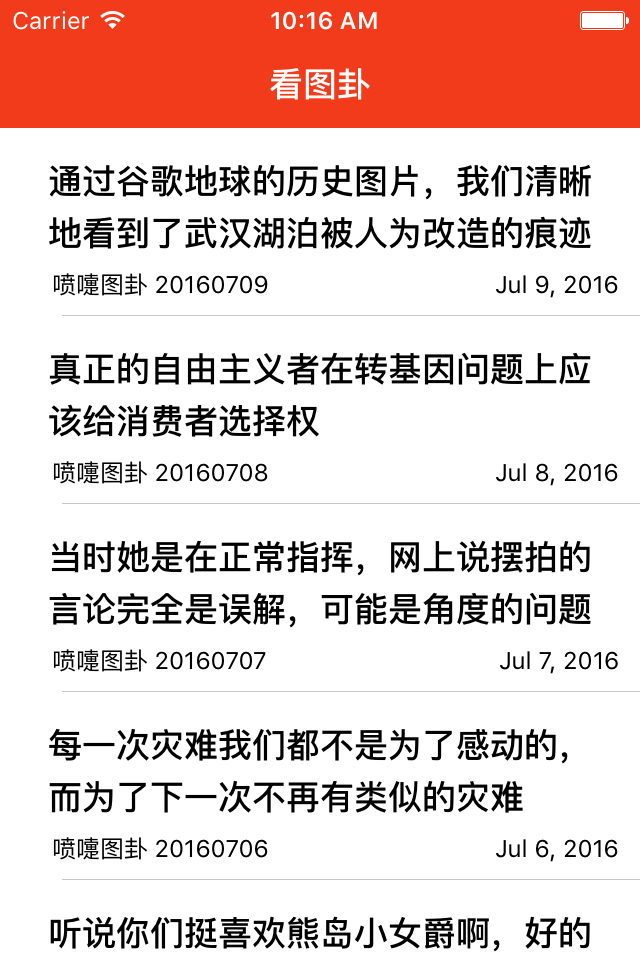 Carrier 10:16 AM
看图卦
通过谷歌地球的历史图片，我们清晰
地看到了武汉湖泊被人为改造的痕迹
喷嚏图卦 20160709 Jul 9, 2016
真正的自由主义者在转基因问题上应
该给消费者选择权
喷嚏图卦 20160708 Jul 8, 2016
当时她是在正常指挥，网上说摆拍的
言论完全是误解，可能是角度的问题
喷嚏图卦 20160707 Jul 7, 2016
每一次灾难我们都不是为了感动的，
而为了下一次不再有类似的灾难
喷嚏图卦 20160706 Jul 6, 2016
听说你们挺喜欢熊岛小女爵啊，好的